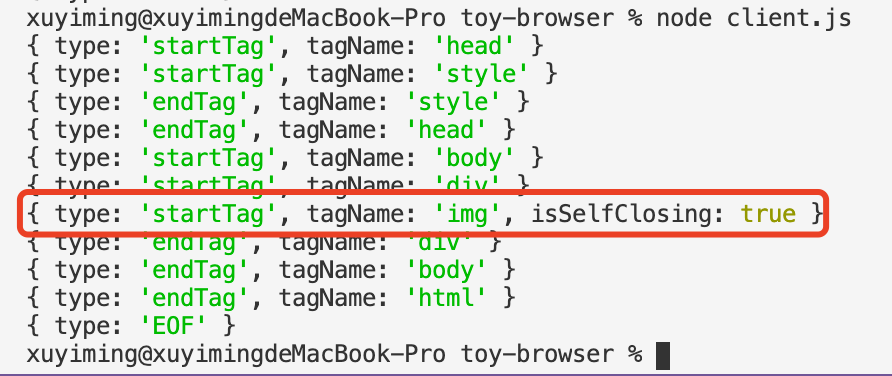 xuyiming@xuyimingdeMacBook-Pro toy-browser % node client.js
{ type: 'startTag', tagName: 'head' }
{ type: 'startTag', tagName: 'style' }
{ type: 'endTag', tagName: 'style' }
{ type: 'endTag', tagName: 'head' }
{ type: 'startTag', tagName: 'body' }
{ type: 'startTag', tagName: 'div' }
{ type: 'startTag', tagName: 'img', isSelfClosing: true }
{ type: 'endTag', tagName: 'div' }
{ type: 'endTag', tagName: 'body' }
{ type: 'endTag', tagName: 'html' }
{ type: 'EOF' }
xuyiming@xuyimingdeMacBook-Pro toy-browser %